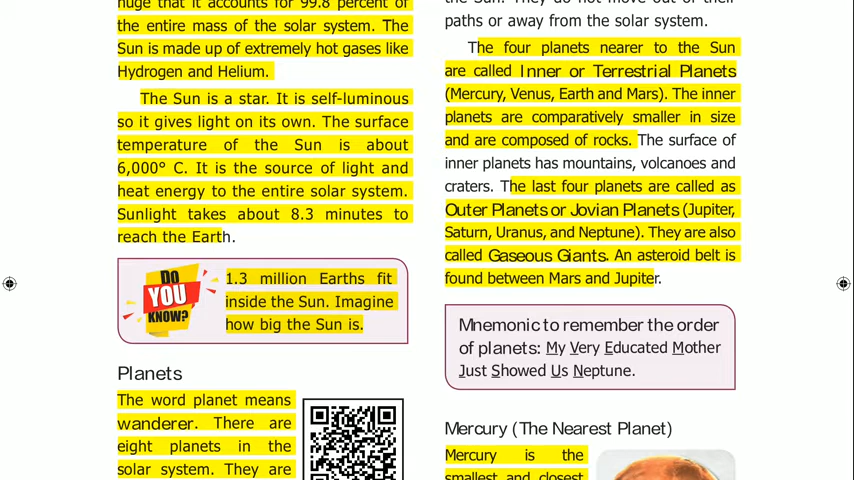 huge that it accounts for 99.8 percent of
the entire mass of the solar system. The
Sun is made up of extremely hot gases like
Hydrogen and Helium.
The Sun is a star. It is self-luminous
so it gives light on its own. The surface
temperature of the Sun is about
6,000° C. It is the source of light and
heat energy to the entire solar system.
Sunlight takes about 8.3 minutes to
reach the Earth.
DO
YOU
KNOW?
1.3 million Earths fit
inside the Sun. Imagine
how big the Sun is.
Planets
The word planet means
wanderer. There are
eight planets in the
solar system. They are
the Sun. They do not move out of their
paths or away from the solar system.
The four planets nearer to the Sun
are called Inner or Terrestrial Planets
(Mercury, Venus, Earth and Mars). The inner
planets are comparatively smaller in size
and are composed of rocks. The surface of
inner planets has mountains, volcanoes and
craters. The last four planets are called as
Outer Planets or Jovian Planets (Jupiter,
Saturn, Uranus, and Neptune). They are also
called Gaseous Giants. An asteroid belt is
found between Mars and Jupiter.
Mnemonic to remember the order
of planets: My Very Educated Mother
Just Showed Us Neptune.
Mercury (The Nearest Planet)
Mercury is the
smallest and closest